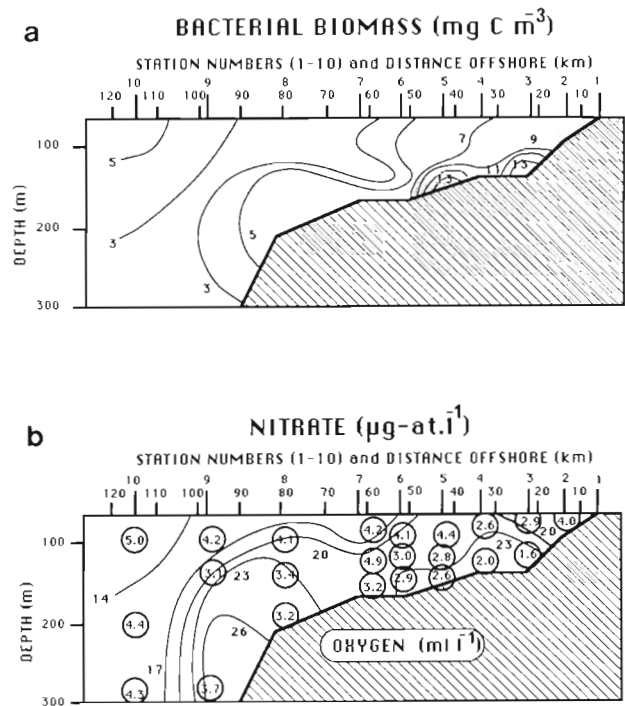 a
BACTERIAL BIOMASS (mg C m̄³)
STATION NUMBERS (1-10) and DISTANCE OFFSHORE (km)
10 9 8 7 6 5 4 3 2 1
120 110 100 90 80 70 60 50 40 30 20 10
100
200
300
DEPTH (m)
5
3
3
5
7
9
11
13
13
b
NITRATE (µg-at.l̄¹)
STATION NUMBERS (1-10) and DISTANCE OFFSHORE (km)
10 9 8 7 6 5 4 3 2 1
120 110 100 90 80 70 60 50 40 30 20 10
100
200
300
DEPTH (m)
5.0 4.2 4.1 4.2 4.1 4.4 2.6 2.9 4.0
20
20
23
3.1 23 3.4 4.9 3.0 2.8 2.0 1.6
3.2 2.9 2.6
14
4.4 26 3.2
17
4.3 3.7
OXYGEN (ml l̄¹)